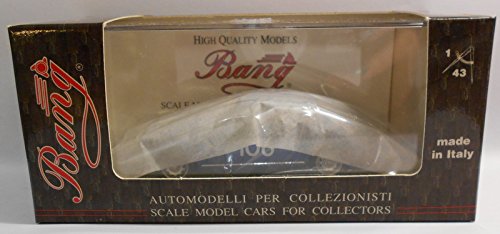 Bang®
HIGH QUALITY MODELS
Bang®
1
43
made
in Italy
AUTOMODELLI PER COLLEZIONISTI
SCALE MODEL CARS FOR COLLECTORS